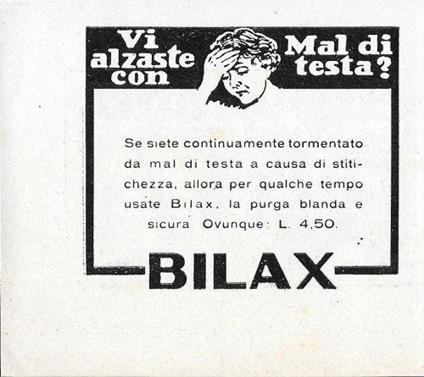 Vi
alzaste
con
Mal di
testa?
Se siete continuamente tormentato
da mal di testa a causa di stiti-
chezza, allora per qualche tempo
usate Bilax, la purga blanda e
sicura Ovunque: L. 4,50.
BILAX